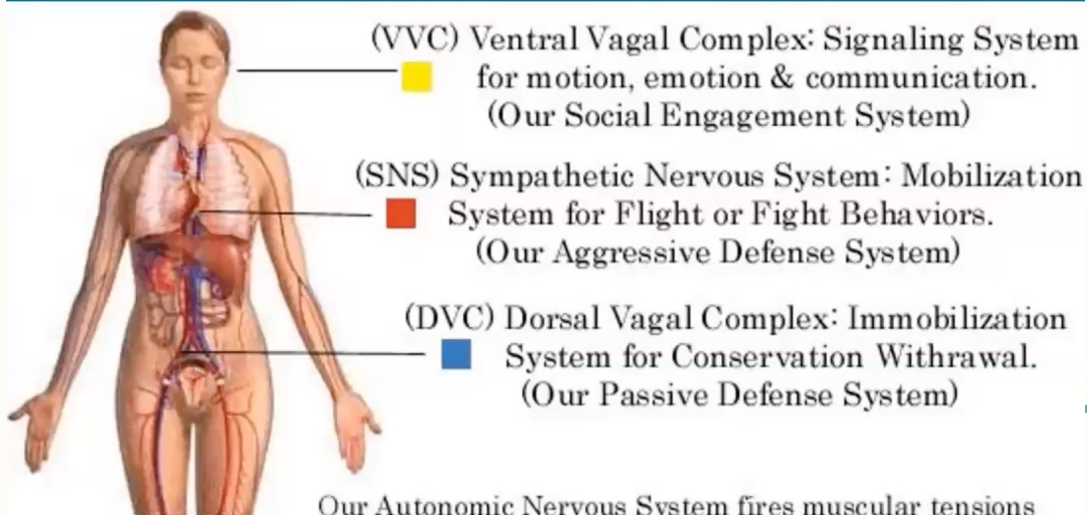 (VVC) Ventral Vagal Complex: Signaling System
for motion, emotion & communication.
(Our Social Engagement System)
(SNS) Sympathetic Nervous System: Mobilization
System for Flight or Fight Behaviors.
(Our Aggressive Defense System)
(DVC) Dorsal Vagal Complex: Immobilization
System for Conservation Withrawal.
(Our Passive Defense System)
Our Autonomic Nervous System fires muscular tensions